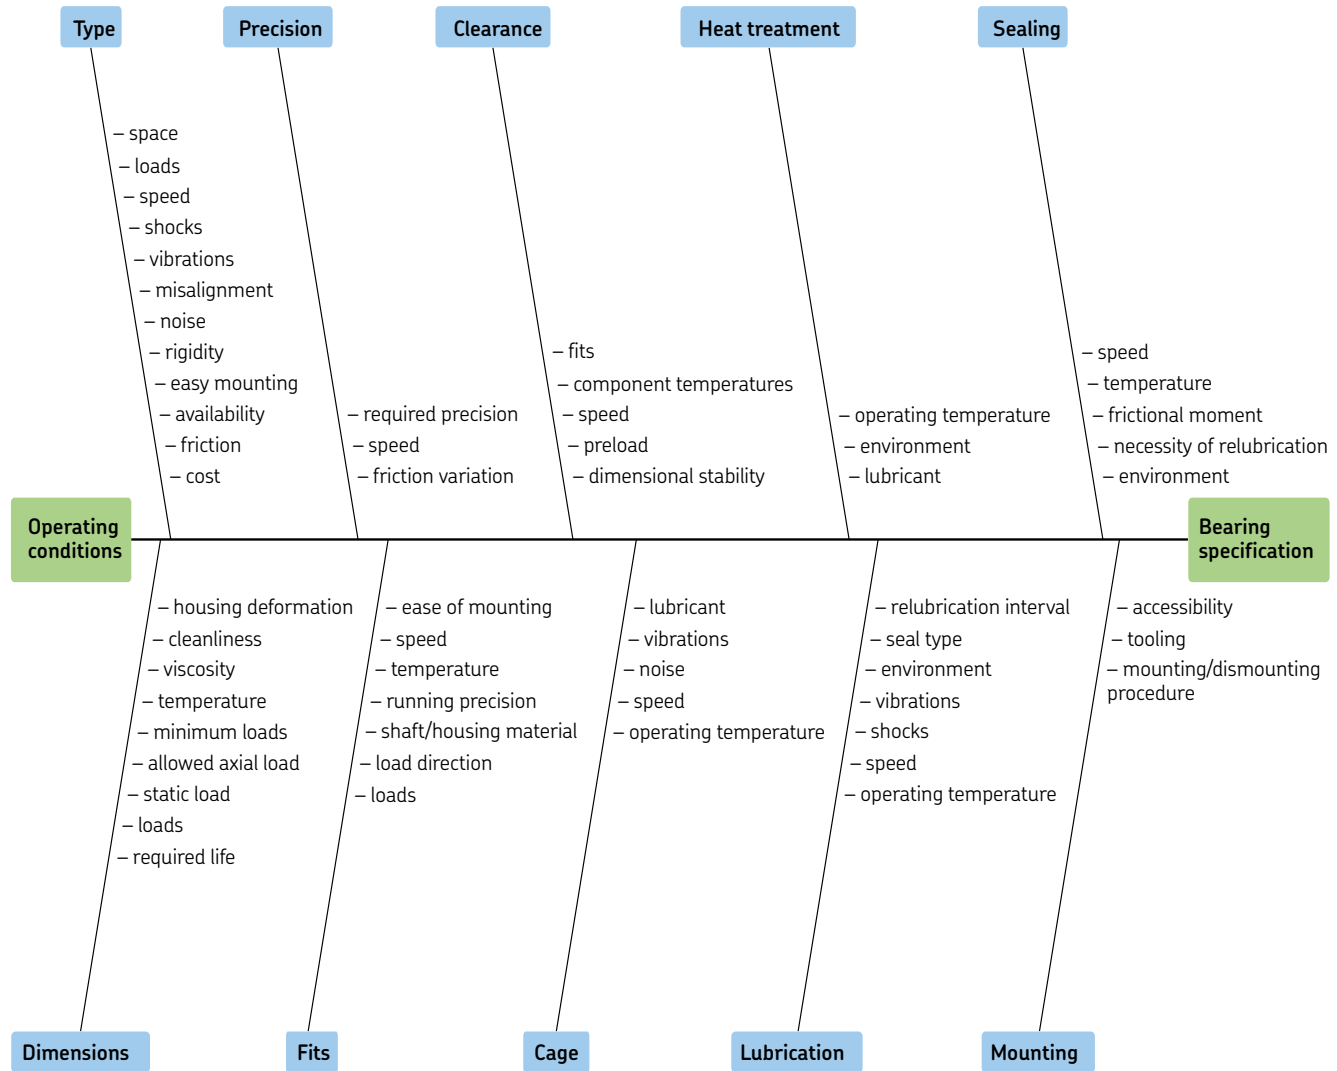 Type
Precision
Clearance
Heat treatment
Sealing
– space
– loads
– speed
– shocks
– vibrations
– misalignment
– noise
– rigidity
– easy mounting
– availability
– friction
– cost
– required precision
– speed
– friction variation
– fits
– component temperatures
– speed
– preload
– dimensional stability
– operating temperature
– environment
– lubricant
– speed
– temperature
– frictional moment
– necessity of relubrication
– environment
Operating
conditions
Bearing
specification
– housing deformation
– cleanliness
– viscosity
– temperature
– minimum loads
– allowed axial load
– static load
– loads
– required life
– ease of mounting
– speed
– temperature
– running precision
– shaft/housing material
– load direction
– loads
– lubricant
– vibrations
– noise
– speed
– operating temperature
– relubrication interval
– seal type
– environment
– vibrations
– shocks
– speed
– operating temperature
– accessibility
– tooling
– mounting/dismounting
procedure
Dimensions
Fits
Cage
Lubrication
Mounting